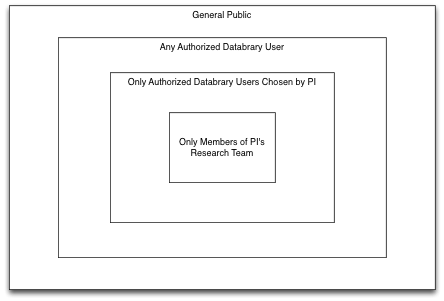 General Public
Any Authorized Databrary User
Only Authorized Databrary Users Chosen by PI
Only Members of PI's
Research Team